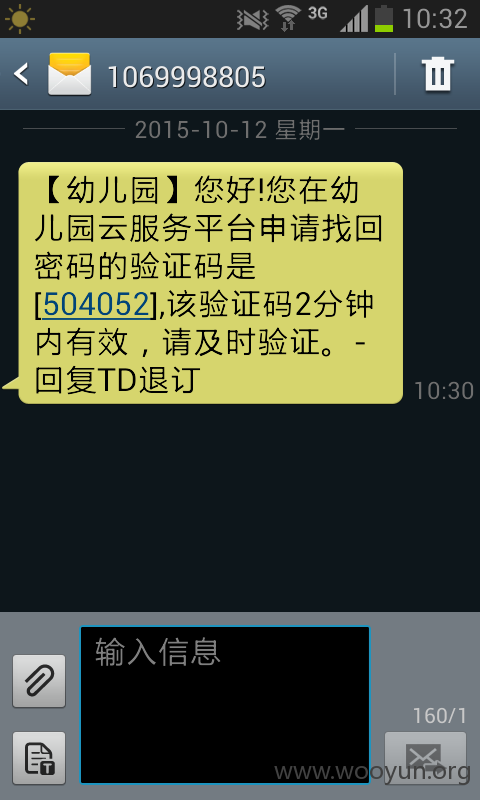 3G 10:32
1069998805
2015-10-12 星期一
【幼儿园】您好!您在幼
儿园云服务平台申请找回
密码的验证码是
[504052],该验证码2分钟
内有效，请及时验证。-
回复TD退订
10:30
输入信息
160/1
www.wooyun.org